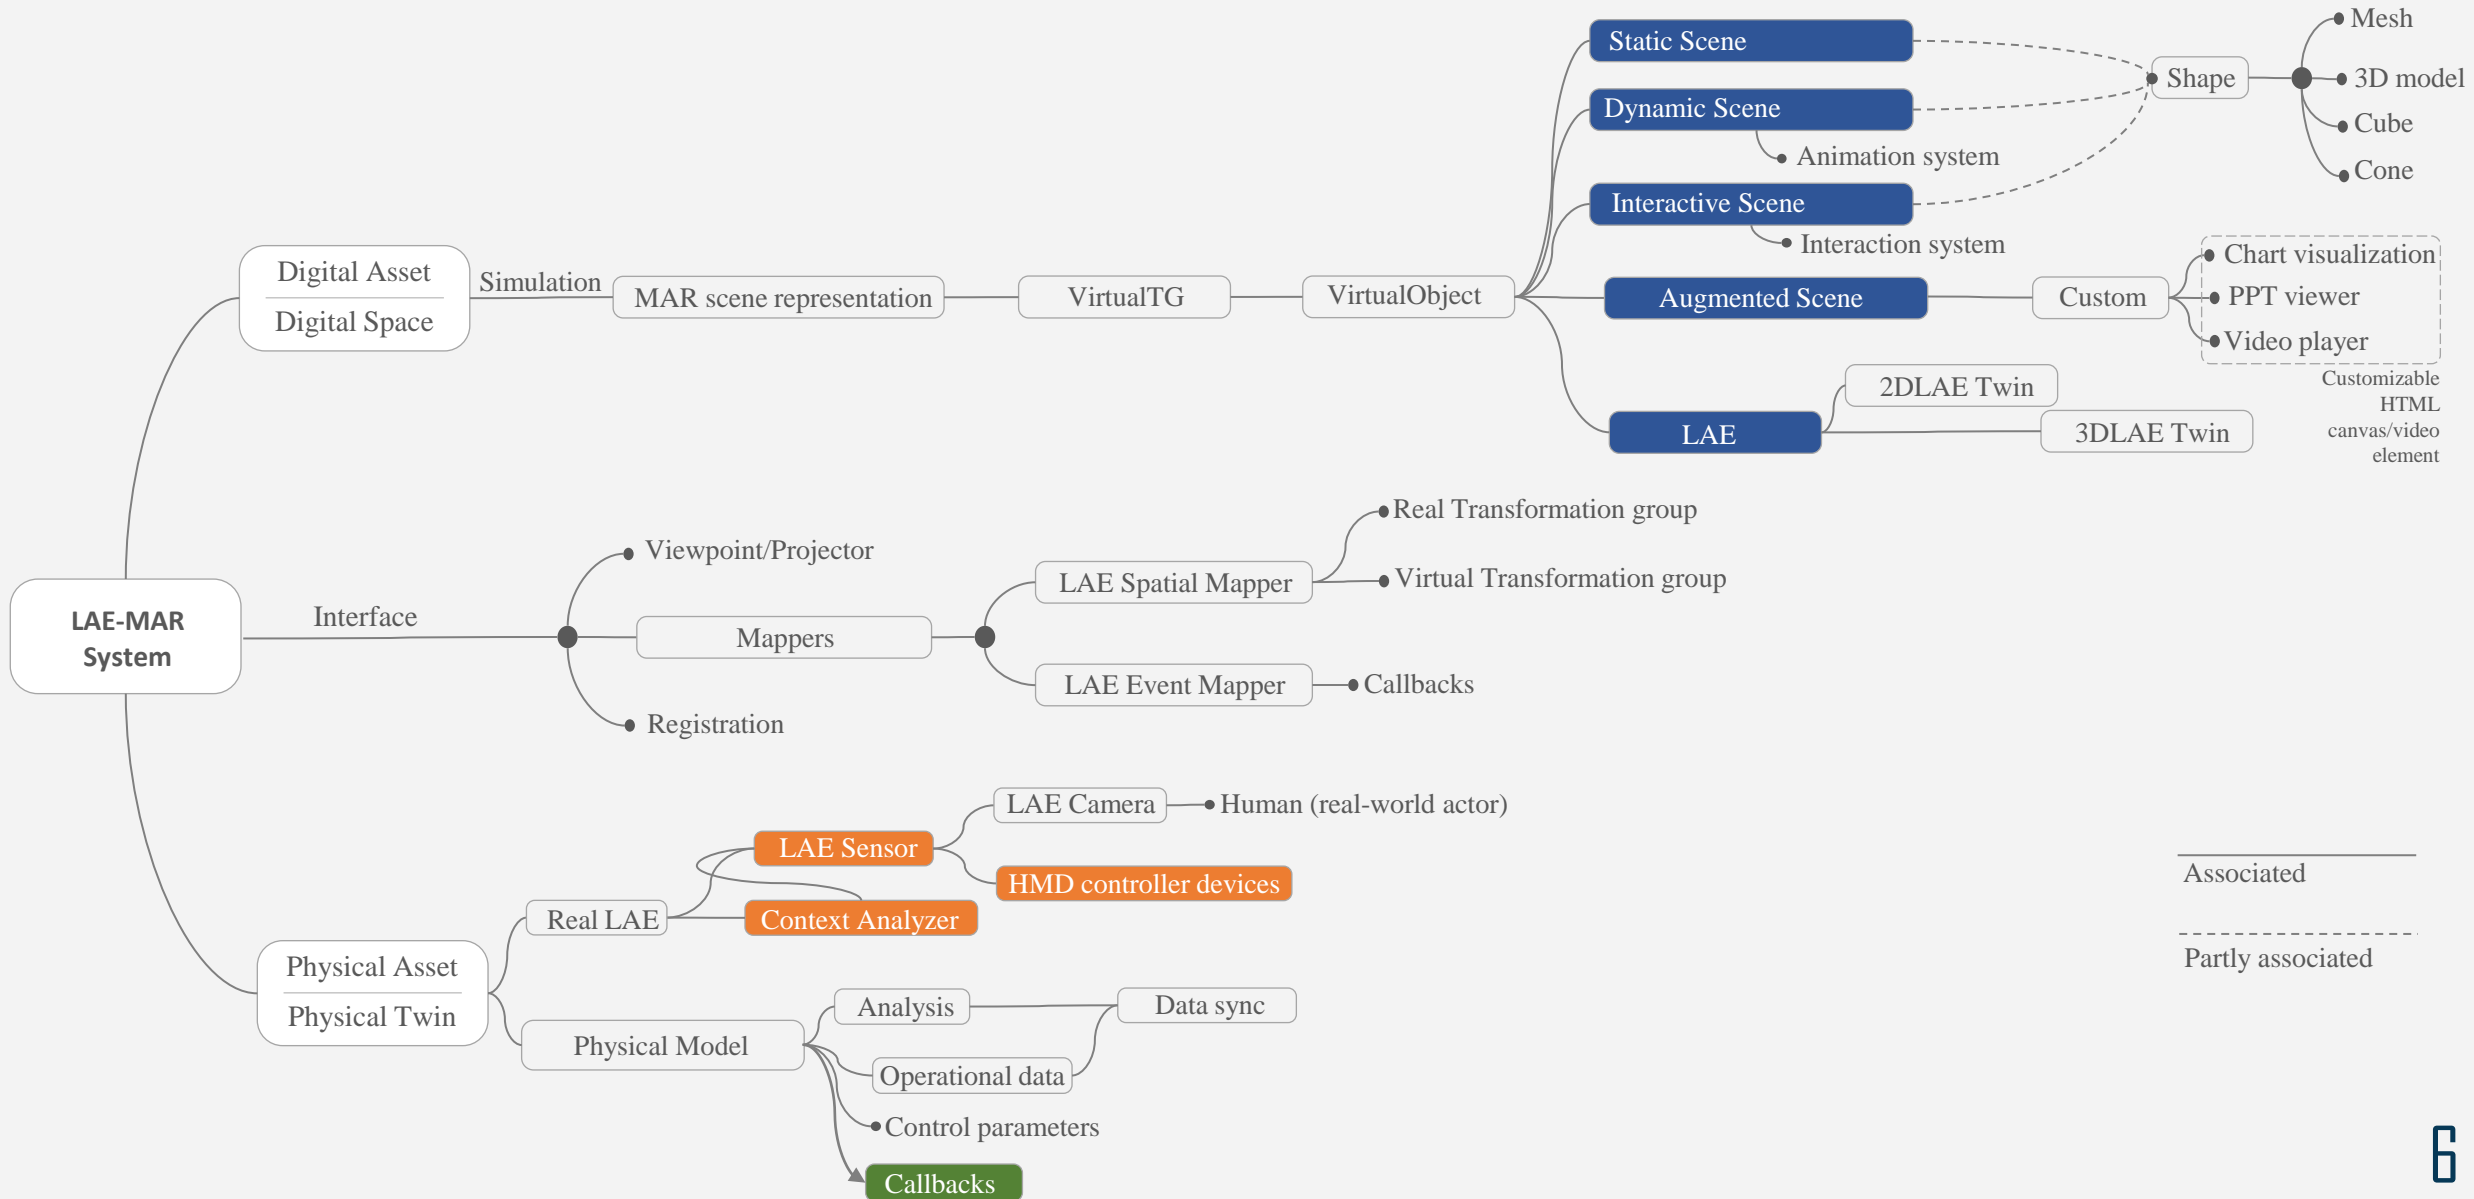 Static Scene
Dynamic Scene
Animation system
Interactive Scene
Interaction system
Shape
Mesh
3D model
Cube
Cone
Digital Asset
Digital Space
Simulation
MAR scene representation
VirtualTG
VirtualObject
Augmented Scene
Custom
Chart visualization
PPT viewer
Video player
Customizable
HTML
canvas/video
element
LAE
2DLAE Twin
3DLAE Twin
LAE-MAR
System
Interface
Viewpoint/Projector
Mappers
Registration
LAE Spatial Mapper
Real Transformation group
Virtual Transformation group
LAE Event Mapper
Callbacks
Physical Asset
Physical Twin
Real LAE
LAE Sensor
Context Analyzer
LAE Camera
Human (real-world actor)
HMD controller devices
Physical Model
Analysis
Data sync
Operational data
Control parameters
Callbacks
Associated
Partly associated
6